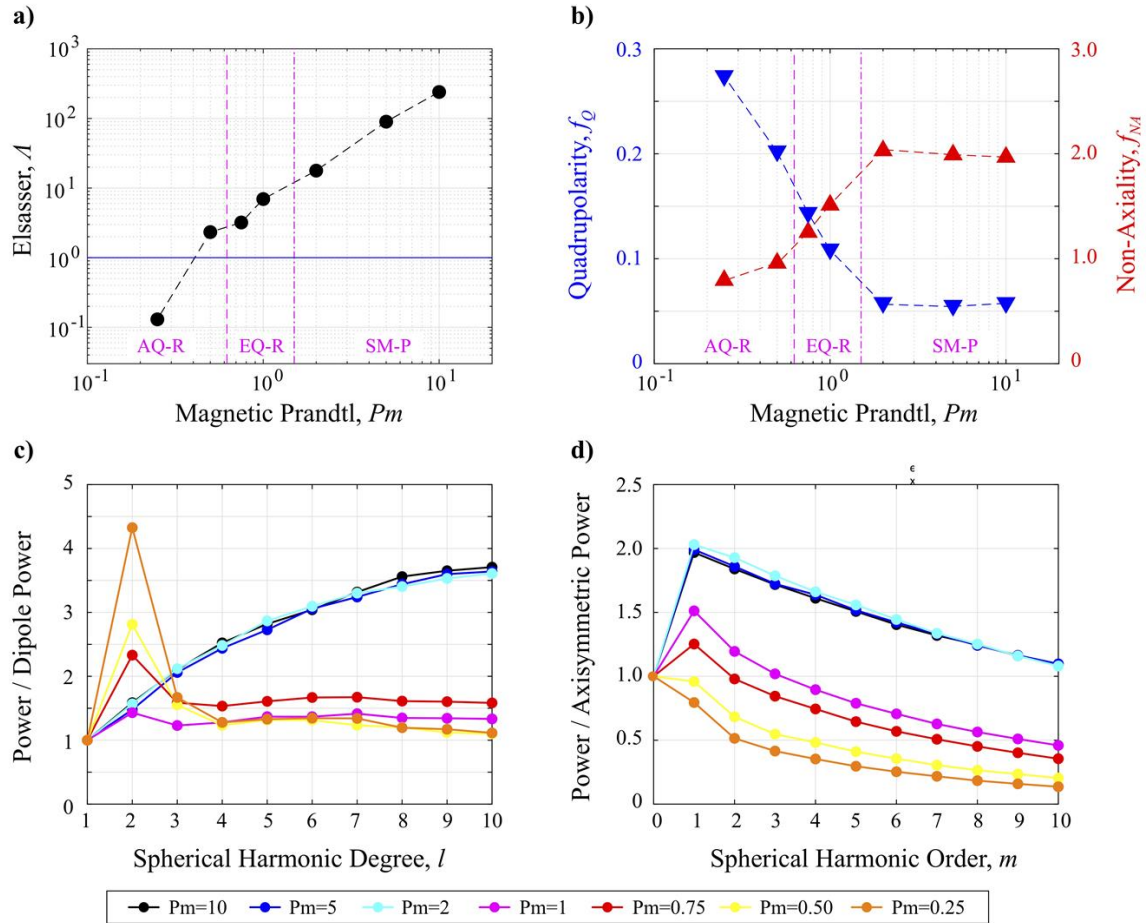 a)
10^3
10^2
10^1
10^0
10^-1
Elsasser, Λ
AQ-R
EQ-R
SM-P
10^-1
10^0
10^1
Magnetic Prandtl, Pm
b)
0.3
0.2
0.1
0
Quadrupolarity, f_Q
3.0
2.0
1.0
0
Non-Axiality, f_NA
AQ-R
EQ-R
SM-P
10^-1
10^0
10^1
Magnetic Prandtl, Pm
c)
5
4
3
2
1
0
Power / Dipole Power
1 2 3 4 5 6 7 8 9 10
Spherical Harmonic Degree, l
d)
ϵ
x
2.5
2.0
1.5
1.0
0.5
0
Power / Axisymmetric Power
0 1 2 3 4 5 6 7 8 9 10
Spherical Harmonic Order, m
Pm=10 Pm=5 Pm=2 Pm=1 Pm=0.75 Pm=0.50 Pm=0.25